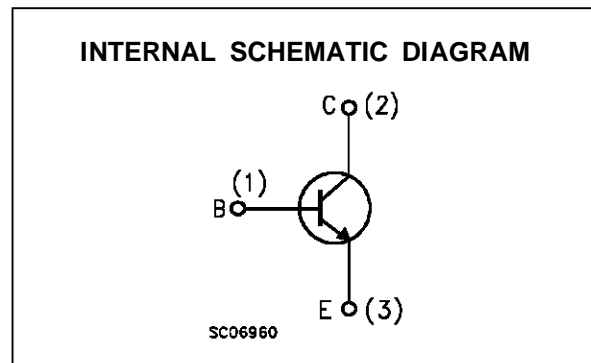 INTERNAL SCHEMATIC DIAGRAM
C (2)
(1)
B
E (3)
SC06960